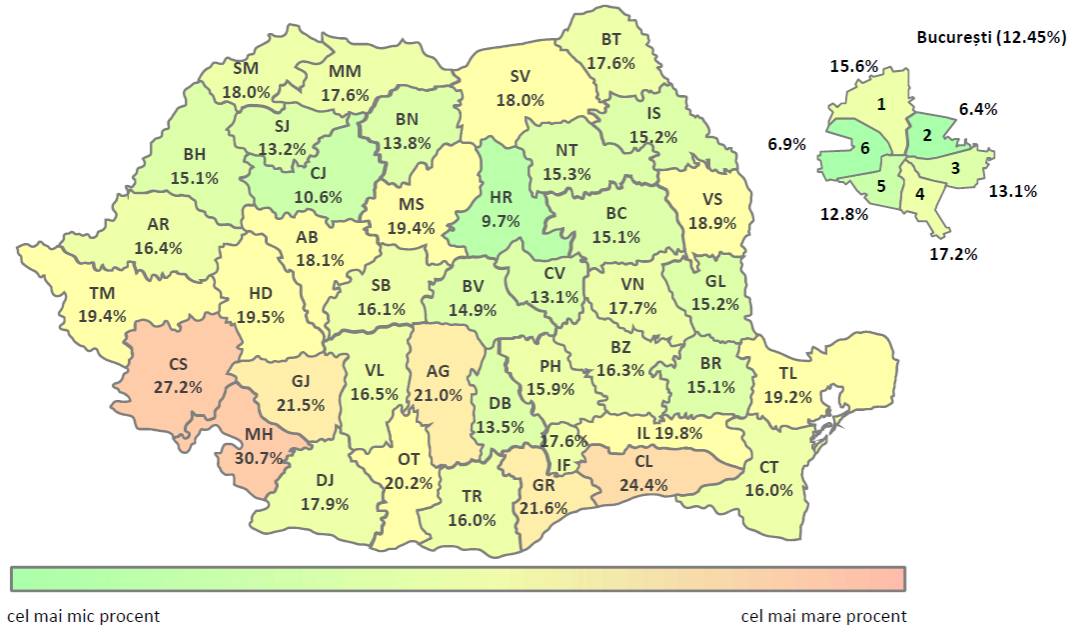 București (12.45%)
15.6%
1
6.4%
2
6.9%
6
3
13.1%
5
4
12.8%
17.2%
BT
17.6%
SM
18.0%
MM
17.6%
SV
18.0%
SJ
13.2%
BN
13.8%
IS
15.2%
BH
15.1%
CJ
10.6%
NT
15.3%
MS
19.4%
HR
9.7%
VS
18.9%
AR
16.4%
AB
18.1%
BC
15.1%
TM
19.4%
HD
19.5%
SB
16.1%
BV
14.9%
CV
13.1%
VN
17.7%
GL
15.2%
CS
27.2%
GJ
21.5%
VL
16.5%
AG
21.0%
PH
15.9%
BZ
16.3%
BR
15.1%
TL
19.2%
DB
13.5%
MH
30.7%
17.6%
IF
IL 19.8%
OT
20.2%
GR
21.6%
CL
24.4%
CT
16.0%
DJ
17.9%
TR
16.0%
cel mai mic procent
cel mai mare procent